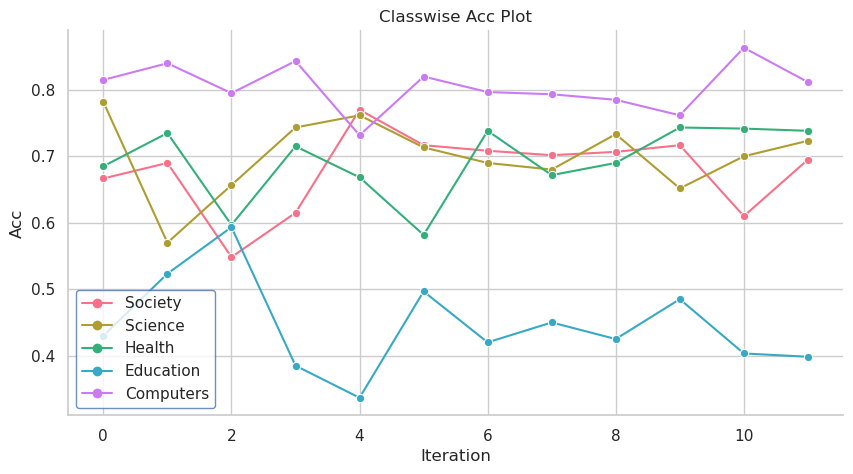 Classwise Acc Plot
Acc
0.8
0.7
0.6
0.5
0.4
Society
Science
Health
Education
Computers
0 2 4 6 8 10
Iteration